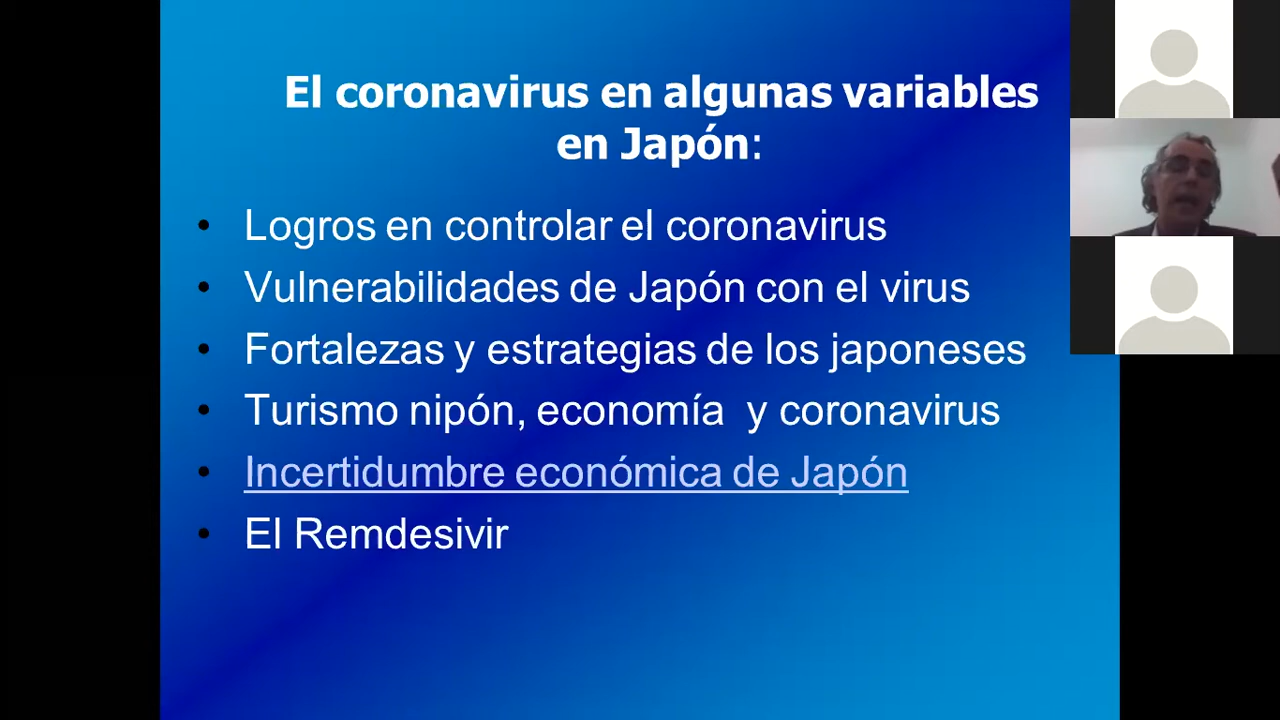 El coronavirus en algunas variables
en Japón:
• Logros en controlar el coronavirus
• Vulnerabilidades de Japón con el virus
• Fortalezas y estrategias de los japoneses
• Turismo nipón, economía  y coronavirus
• Incertidumbre económica de Japón
• El Remdesivir